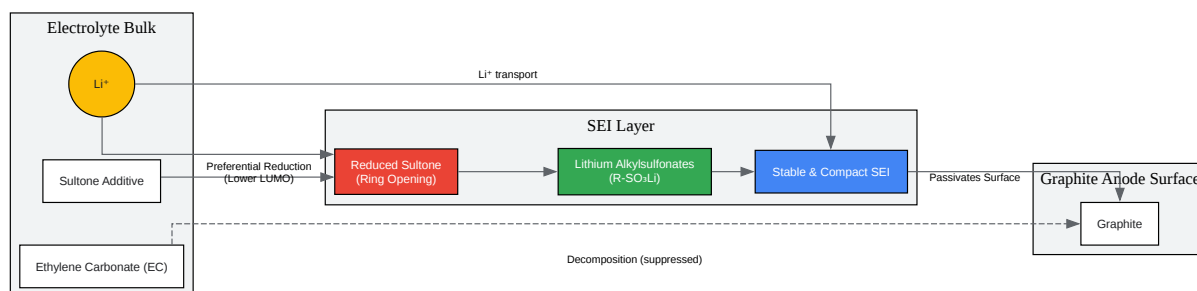 Electrolyte Bulk
Li⁺
Li⁺ transport
SEI Layer
Sultone Additive
Preferential Reduction
(Lower LUMO)
Reduced Sultone
(Ring Opening)
Lithium Alkylsulfonates
(R-SO₃Li)
Stable & Compact SEI
Passivates Surface
Graphite Anode Surface
Graphite
Ethylene Carbonate (EC)
Decomposition (suppressed)